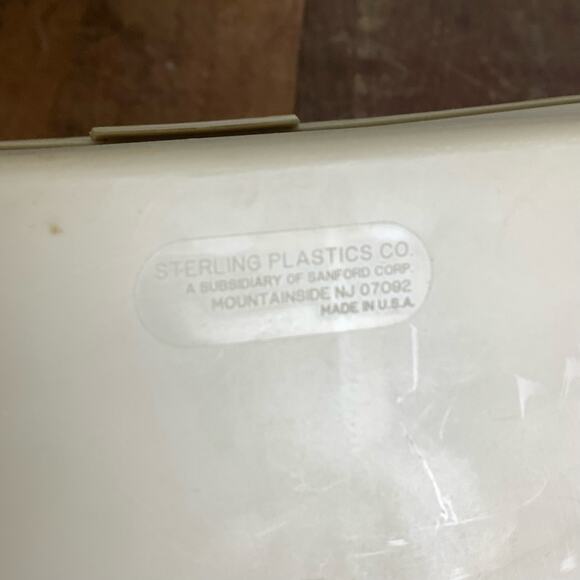 STERLING PLASTICS CO.
A SUBSIDIARY OF SANFORD CORP.
MOUNTAINSIDE NJ 07092
MADE IN U.S.A.